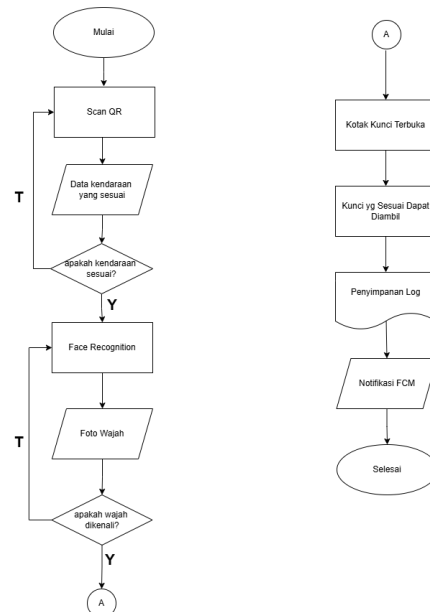 Mulai
Scan QR
Data kendaraan
yang sesuai
T
apakah kendaraan
sesuai?
Y
Face Recognition
Foto Wajah
T
apakah wajah
dikenali?
Y
A
A
Kotak Kunci Terbuka
Kunci yg Sesuai Dapat
Diambil
Penyimpanan Log
Notifikasi FCM
Selesai